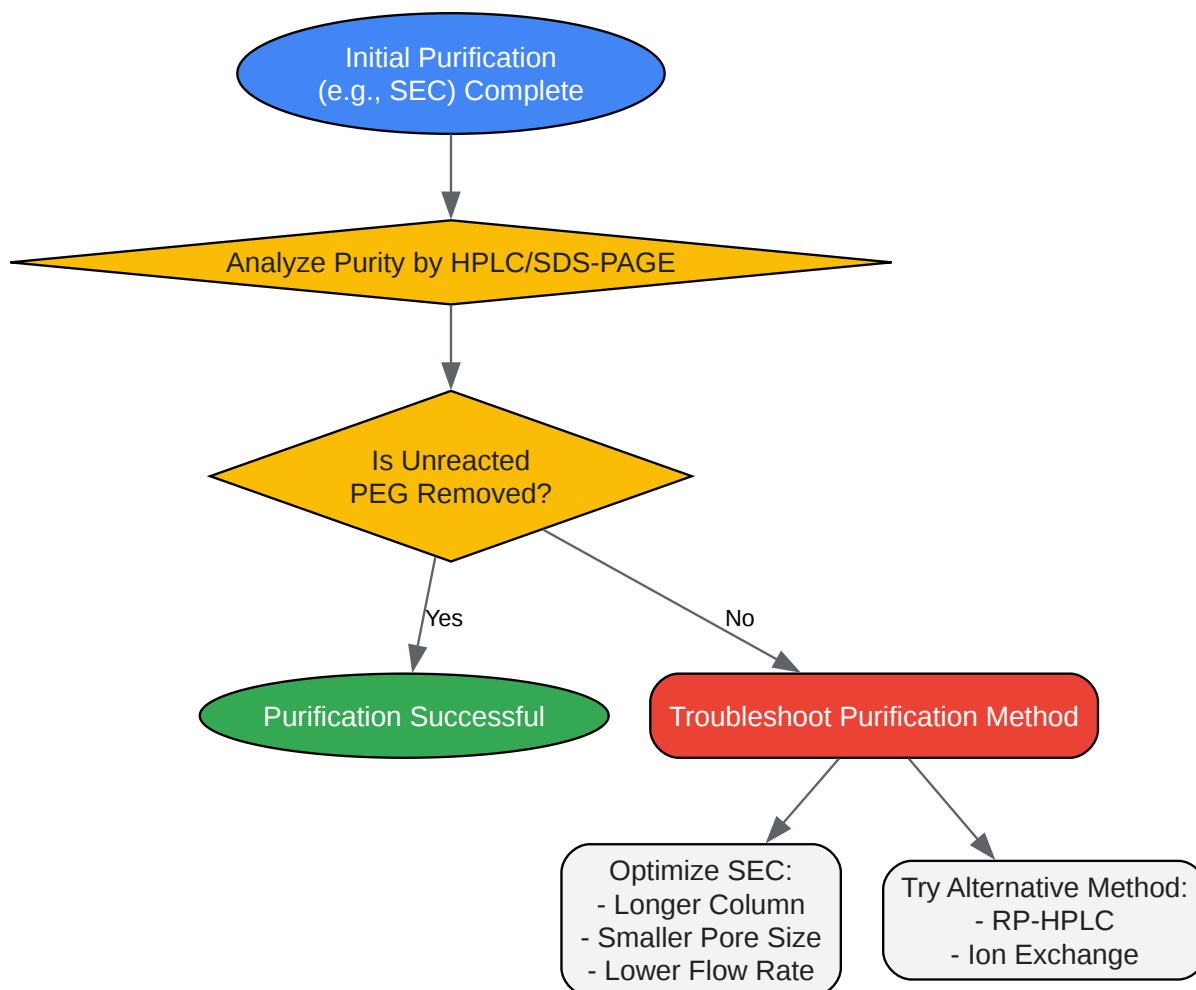 Initial Purification
(e.g., SEC) Complete
Analyze Purity by HPLC/SDS-PAGE
Is Unreacted
PEG Removed?
Yes
No
Purification Successful
Troubleshoot Purification Method
Optimize SEC:
- Longer Column
- Smaller Pore Size
- Lower Flow Rate
Try Alternative Method:
- RP-HPLC
- Ion Exchange